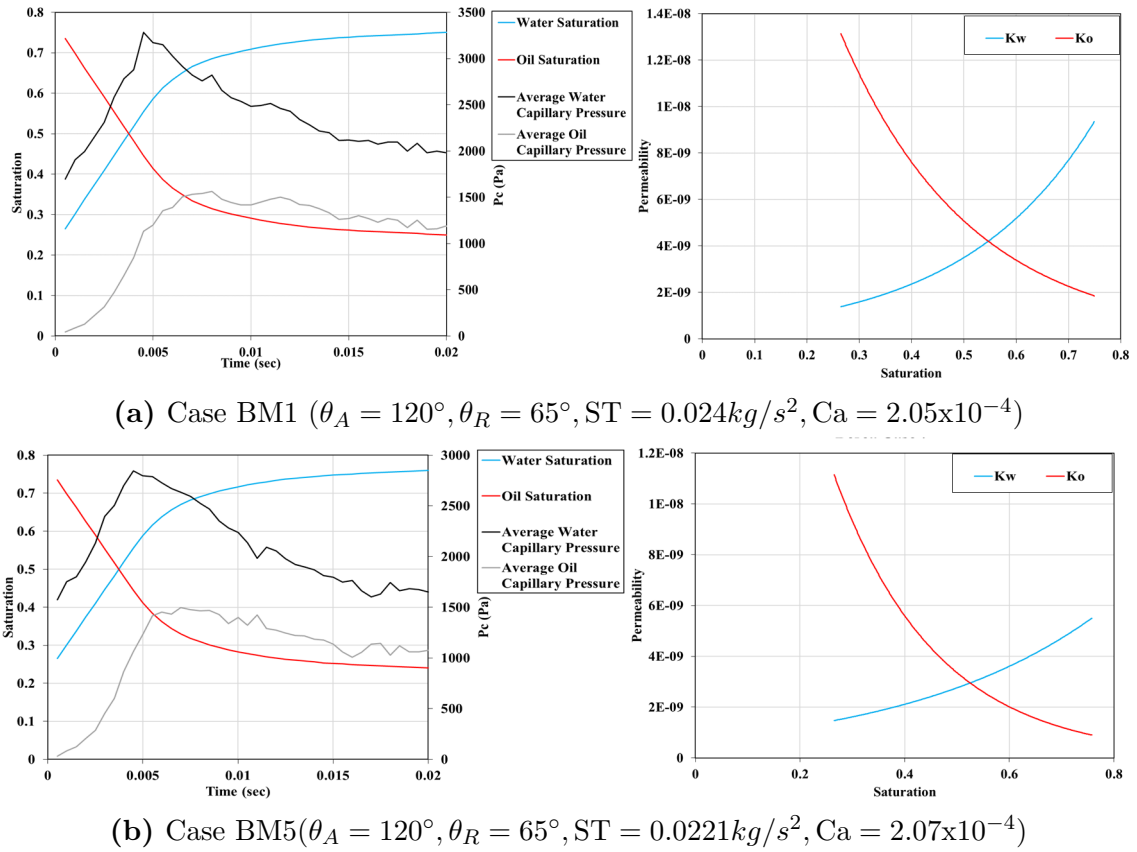 0.8
0.7
0.6
0.5
0.4
0.3
0.2
0.1
0
Saturation
0
0.005
0.01
0.015
0.02
Time (sec)
3500
3000
2500
2000
1500
1000
500
0
Pc (Pa)
Water Saturation
Oil Saturation
Average Water
Capillary Pressure
Average Oil
Capillary Pressure
1.4E-08
1.2E-08
1E-08
8E-09
6E-09
4E-09
2E-09
0
Permeability
Kw
Ko
0
0.1
0.2
0.3
0.4
0.5
0.6
0.7
0.8
Saturation
(a) Case BM1 (θ_A = 120°, θ_R = 65°, ST = 0.024kg/s², Ca = 2.05x10⁻⁴)
0.8
0.7
0.6
0.5
0.4
0.3
0.2
0.1
0
Saturation
0
0.005
0.01
0.015
0.02
Time (sec)
3000
2500
2000
1500
1000
500
0
Pc (Pa)
Water Saturation
Oil Saturation
Average Water
Capillary Pressure
Average Oil
Capillary Pressure
1.2E-08
1E-08
8E-09
6E-09
4E-09
2E-09
0
Permeability
Kw
Ko
0
0.2
0.4
0.6
0.8
Saturation
(b) Case BM5(θ_A = 120°, θ_R = 65°, ST = 0.0221kg/s², Ca = 2.07x10⁻⁴)